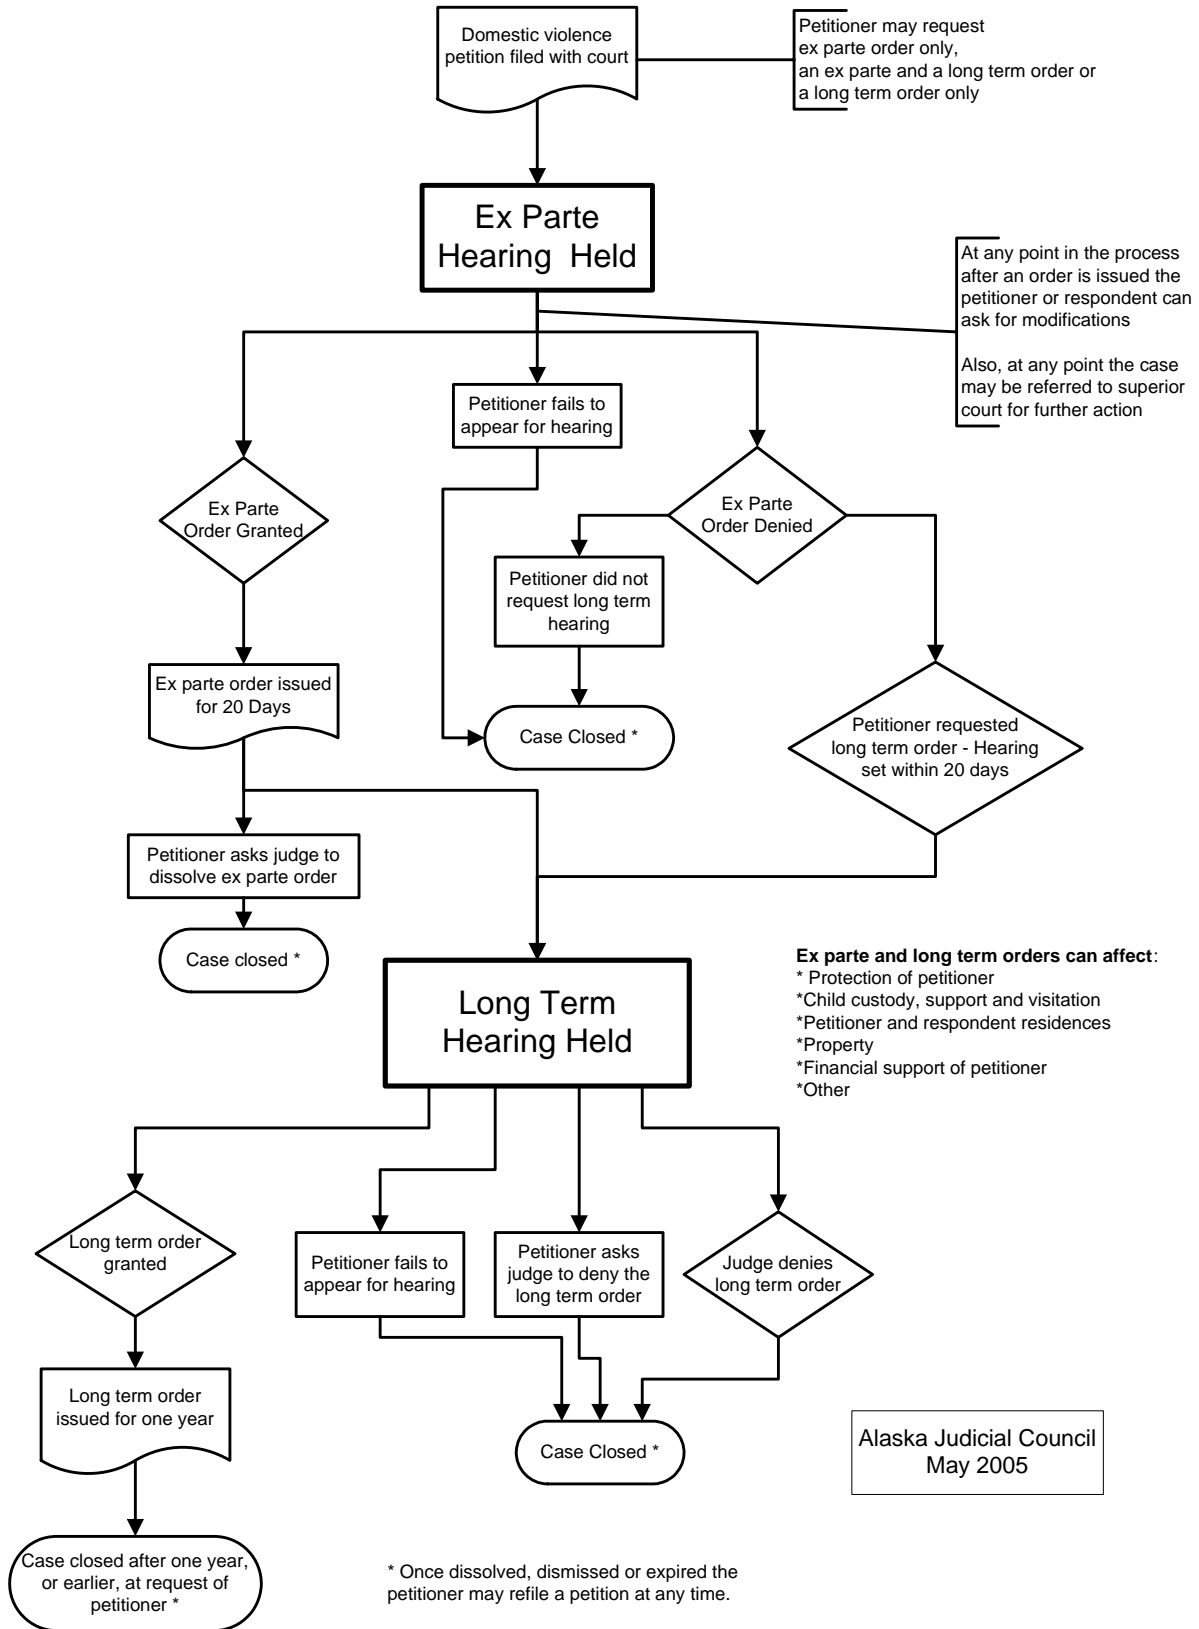 Domestic violence
petition filed with court
Petitioner may request
ex parte order only,
an ex parte and a long term order or
a long term order only
Ex Parte
Hearing Held
At any point in the process
after an order is issued the
petitioner or respondent can
ask for modifications
Also, at any point the case
may be referred to superior
court for further action
Petitioner fails to
appear for hearing
Ex Parte
Order Granted
Ex Parte
Order Denied
Petitioner did not
request long term
hearing
Ex parte order issued
for 20 Days
Case Closed *
Petitioner requested
long term order - Hearing
set within 20 days
Petitioner asks judge to
dissolve ex parte order
Case closed *
Ex parte and long term orders can affect:
* Protection of petitioner
*Child custody, support and visitation
*Petitioner and respondent residences
*Property
*Financial support of petitioner
*Other
Long Term
Hearing Held
Long term order
granted
Petitioner fails to
appear for hearing
Petitioner asks
judge to deny the
long term order
Judge denies
long term order
Long term order
issued for one year
Case Closed *
Alaska Judicial Council
May 2005
Case closed after one year,
or earlier, at request of
petitioner *
* Once dissolved, dismissed or expired the
petitioner may refile a petition at any time.